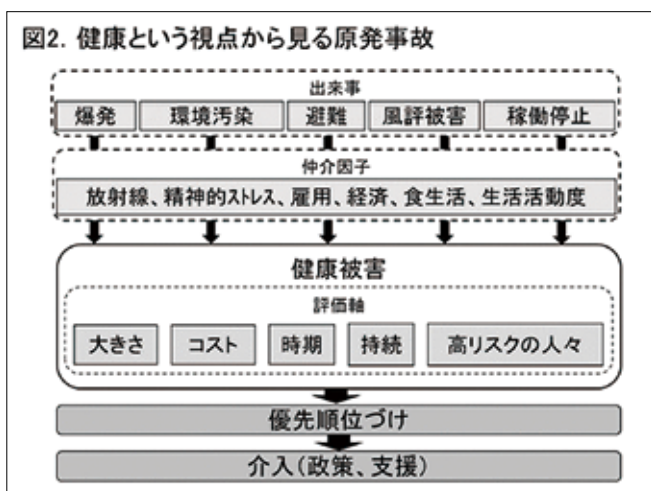 図2. 健康という視点から見る原発事故
出来事
爆発 環境汚染 避難 風評被害 稼働停止
仲介因子
放射線、精神的ストレス、雇用、経済、食生活、生活活動度
健康被害
評価軸
大きさ コスト 時期 持続 高リスクの人々
優先順位づけ
介入(政策、支援)